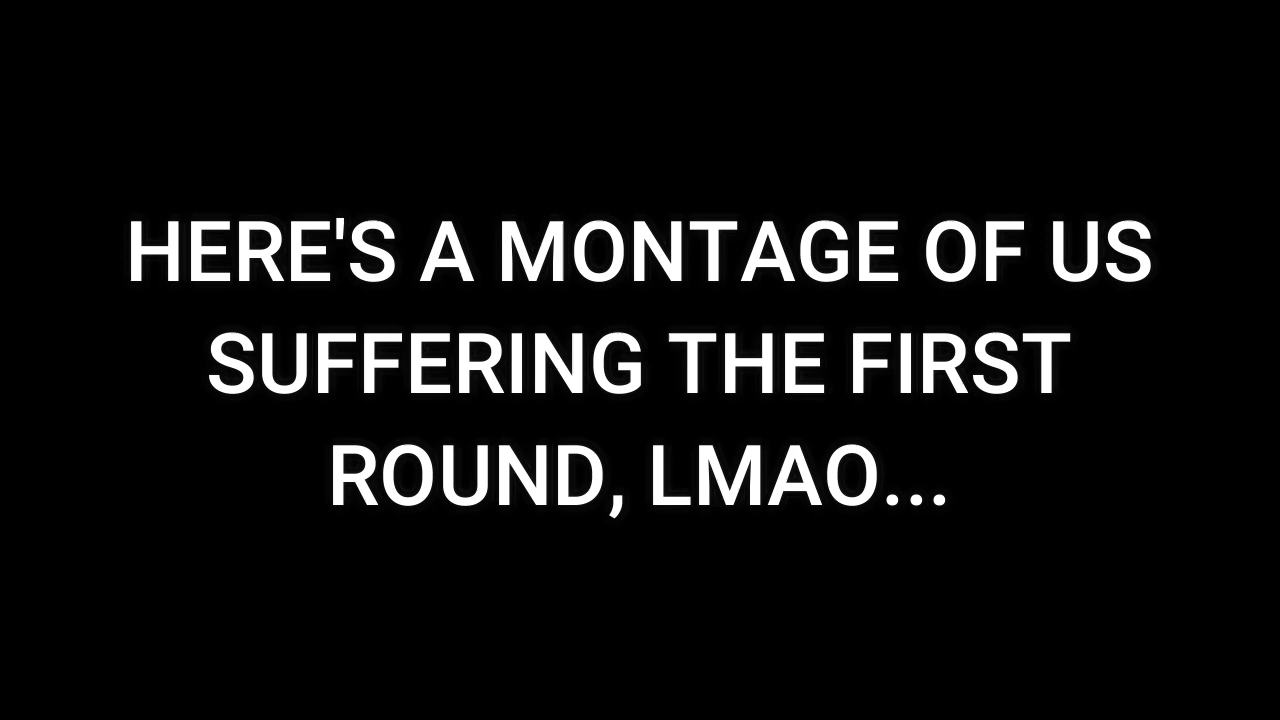 HERE'S A MONTAGE OF US
SUFFERING THE FIRST
ROUND, LMAO...